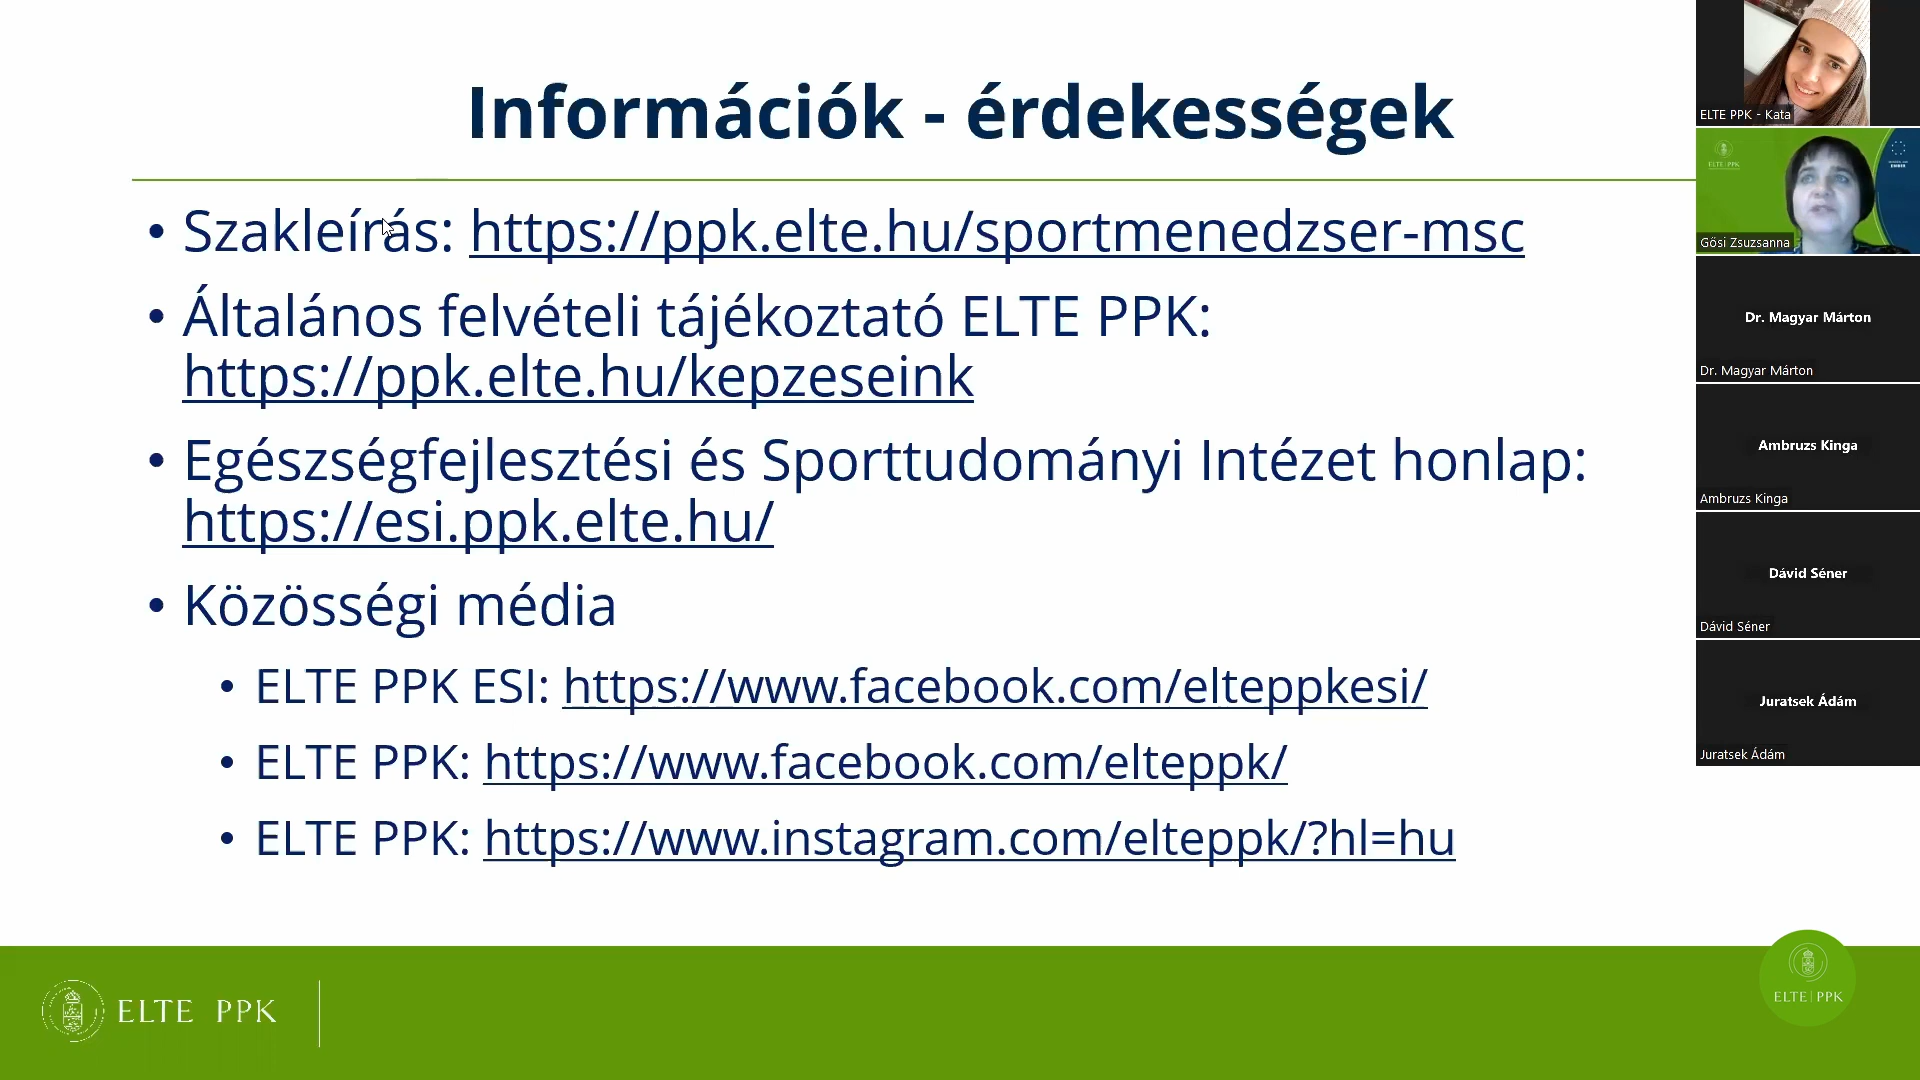 Információk - érdekességek
• Szakleírás: https://ppk.elte.hu/sportmenedzser-msc
• Általános felvételi tájékoztató ELTE PPK:
https://ppk.elte.hu/kepzeseink
• Egészségfejlesztési és Sporttudományi Intézet honlap:
https://esi.ppk.elte.hu/
• Közösségi média
• ELTE PPK ESI: https://www.facebook.com/elteppkesi/
• ELTE PPK: https://www.facebook.com/elteppk/
• ELTE PPK: https://www.instagram.com/elteppk/?hl=hu
ELTE PPK
ELTE PPK - Kata
ELTE | PPK
Gősi Zsuzsanna
Dr. Magyar Márton
Dr. Magyar Márton
Ambruzs Kinga
Ambruzs Kinga
Dávid Séner
Dávid Séner
Juratsek Ádám
Juratsek Ádám
ELTE | PPK